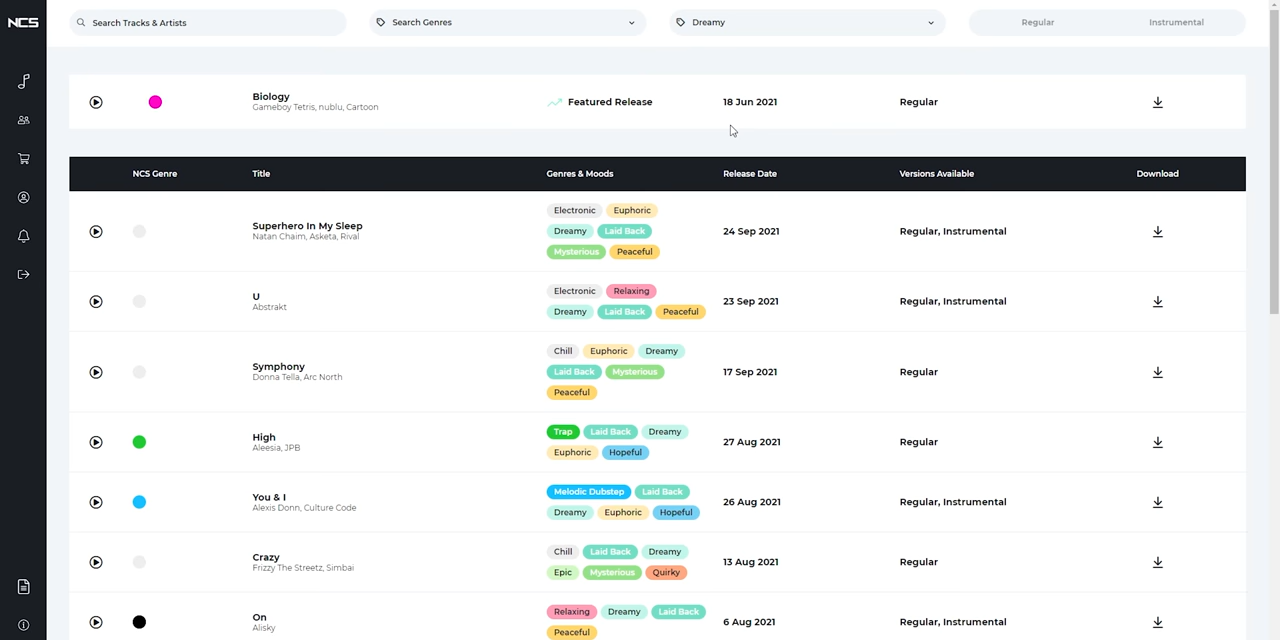 NCS
Search Tracks & Artists
Search Genres
Dreamy
Regular
Instrumental
Biology
Gameboy Tetris, nublu, Cartoon
Featured Release
18 Jun 2021
Regular
NCS Genre
Title
Genres & Moods
Release Date
Versions Available
Download
Superhero In My Sleep
Natan Chaim, Asketa, Rival
Electronic Euphoric
Dreamy Laid Back
Mysterious Peaceful
24 Sep 2021
Regular, Instrumental
U
Abstrakt
Electronic Relaxing
Dreamy Laid Back Peaceful
23 Sep 2021
Regular, Instrumental
Symphony
Donna Tella, Arc North
Chill Euphoric Dreamy
Laid Back Mysterious
Peaceful
17 Sep 2021
Regular
High
Aleesia, JPB
Trap Laid Back Dreamy
Euphoric Hopeful
27 Aug 2021
Regular
You & I
Alexis Donn, Culture Code
Melodic Dubstep Laid Back
Dreamy Euphoric Hopeful
26 Aug 2021
Regular, Instrumental
Crazy
Frizzy The Streetz, Simbai
Chill Laid Back Dreamy
Epic Mysterious Quirky
13 Aug 2021
Regular
On
Alisky
Relaxing Dreamy Laid Back
Peaceful
6 Aug 2021
Regular, Instrumental